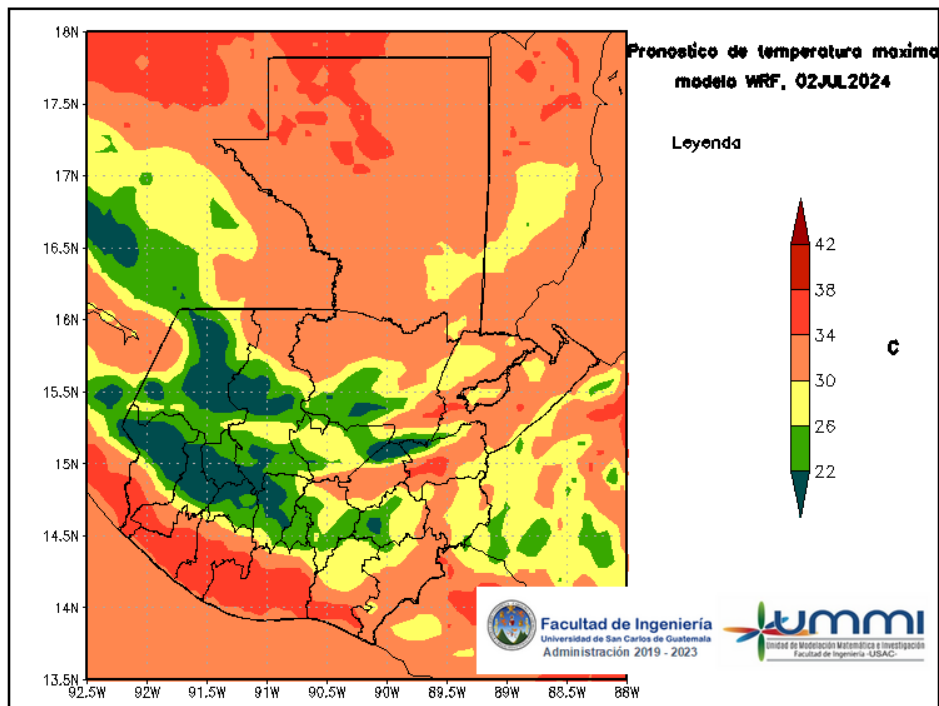 Pronostico de temperatura maxima
modelo WRF, 02JUL2024
Leyenda
42
38
34
30
26
22
C
18N
17.5N
17N
16.5N
16N
15.5N
15N
14.5N
14N
13.5N
92.5W 92W 91.5W 91W 90.5W 90W 89.5W 89W 88.5W 88W
Facultad de Ingeniería
Universidad de San Carlos de Guatemala
Administración 2019 - 2023
ummi
Unidad de Modelación Matemática e Investigación
Facultad de Ingeniería -USAC-